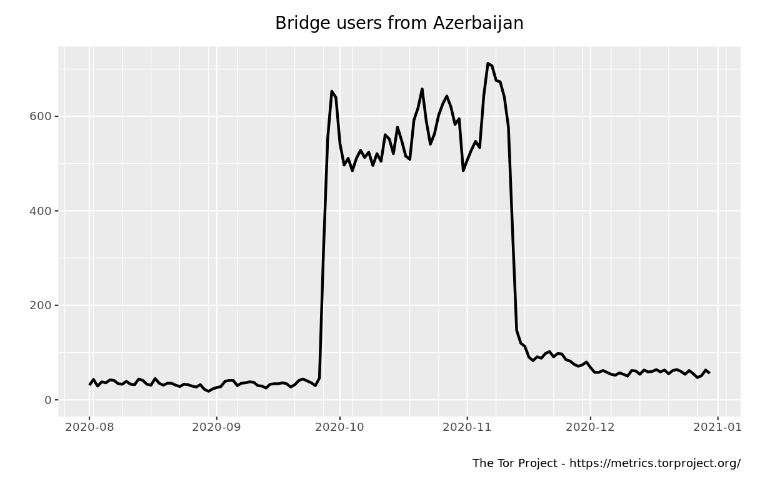 Bridge users from Azerbaijan
600
400
200
0
2020-08 2020-09 2020-10 2020-11 2020-12 2021-01
The Tor Project - https://metrics.torproject.org/